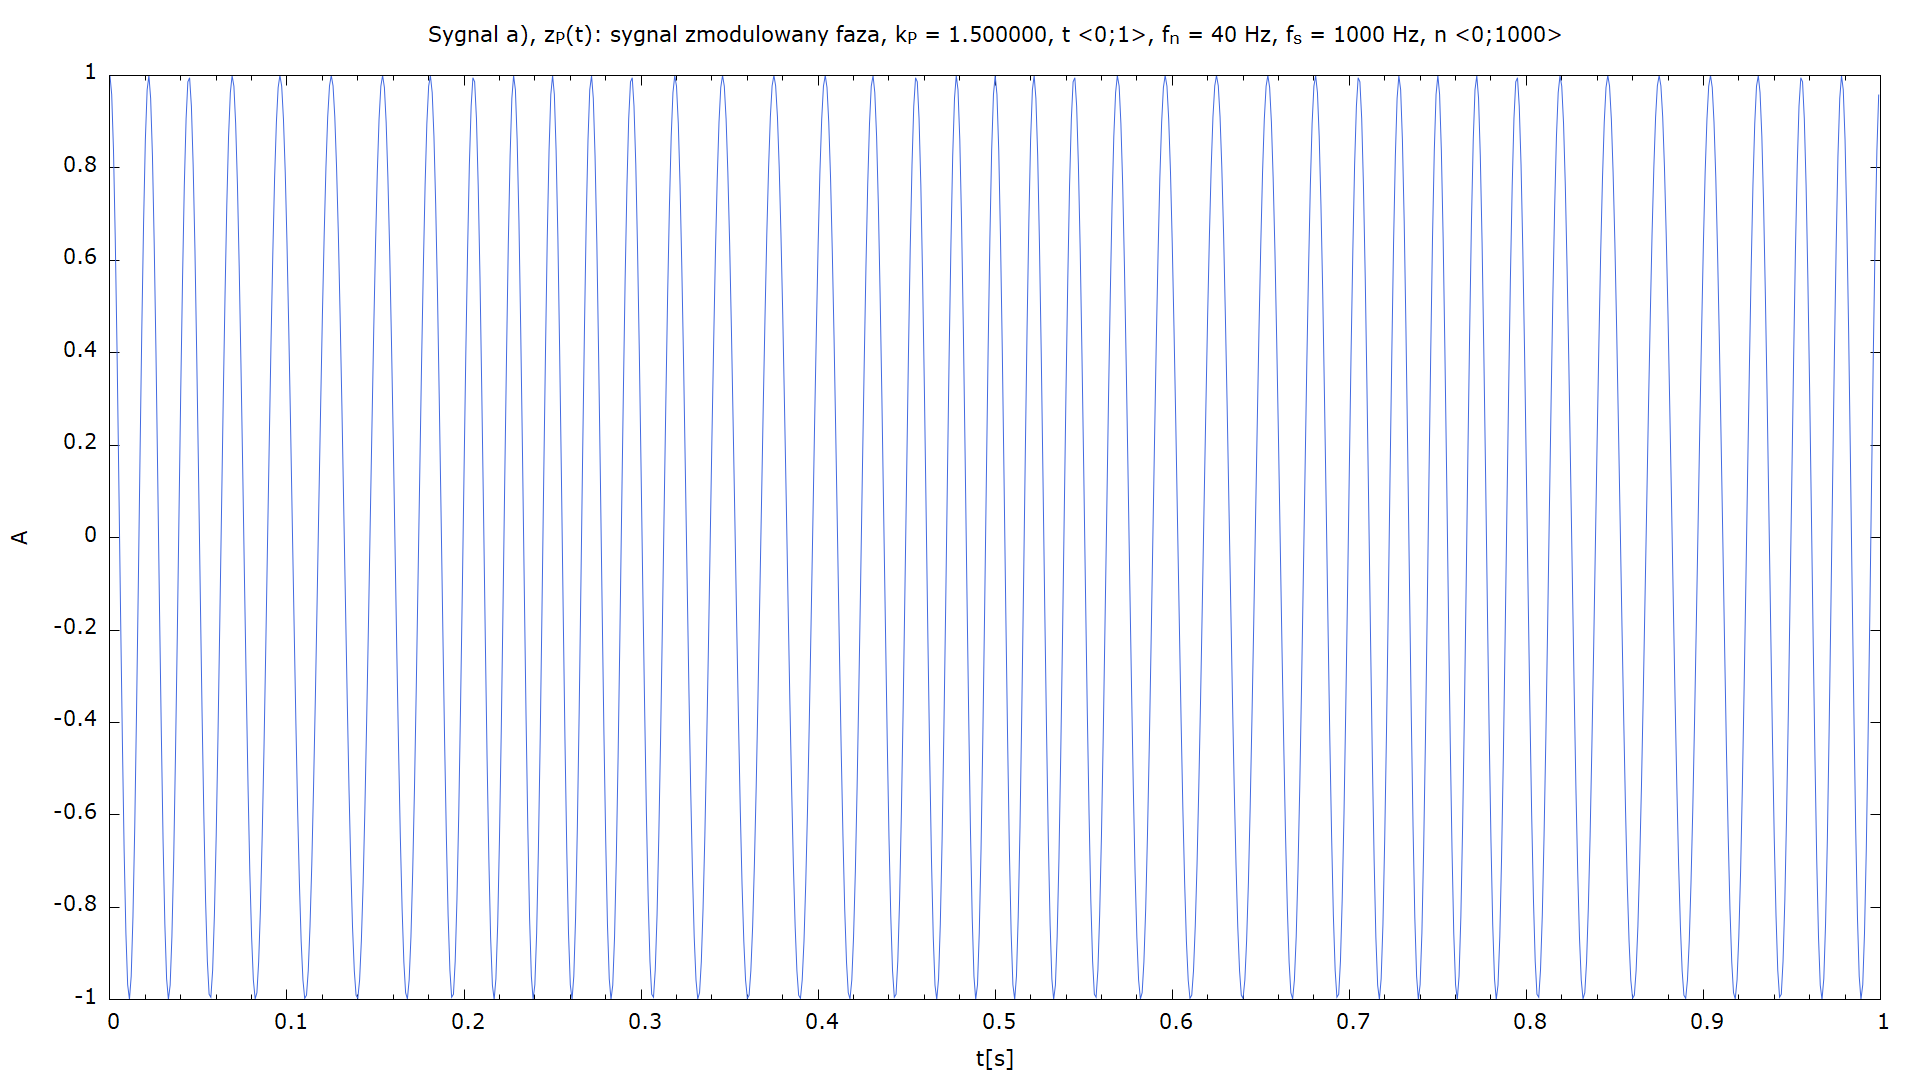 Sygnal a), zP(t): sygnal zmodulowany faza, kP = 1.500000, t <0;1>, fn = 40 Hz, fs = 1000 Hz, n <0;1000>
1
0.8
0.6
0.4
0.2
0
-0.2
-0.4
-0.6
-0.8
-1
A
0 0.1 0.2 0.3 0.4 0.5 0.6 0.7 0.8 0.9 1
t[s]